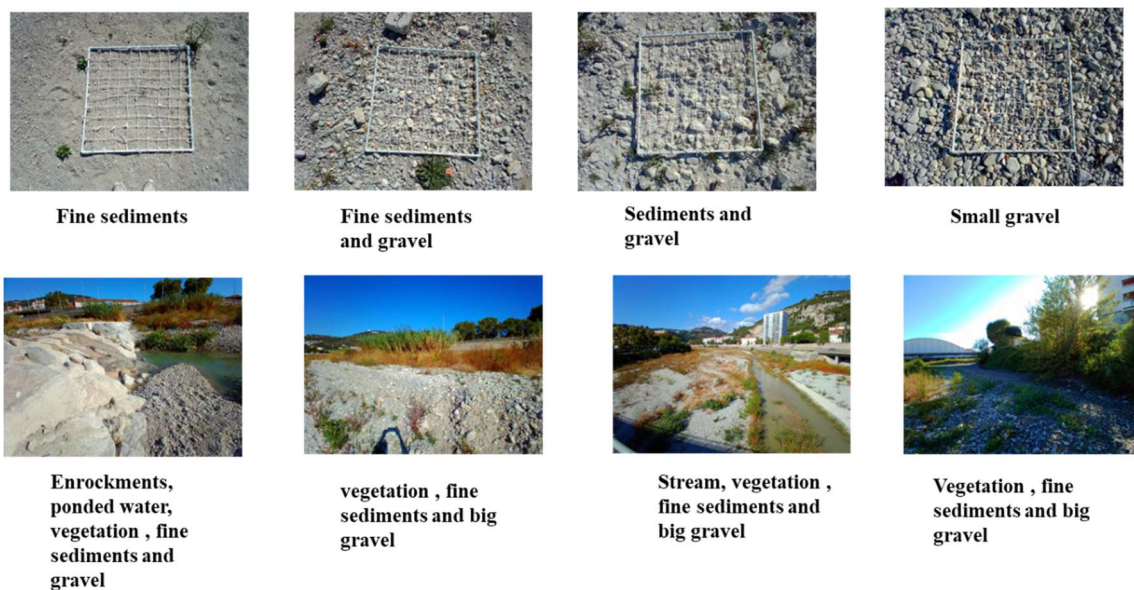 Fine sediments
Fine sediments
and gravel
Sediments and
gravel
Small gravel
Enrockments,
ponded water,
vegetation , fine
sediments and
gravel
vegetation , fine
sediments and big
gravel
Stream, vegetation ,
fine sediments and
big gravel
Vegetation , fine
sediments and big
gravel